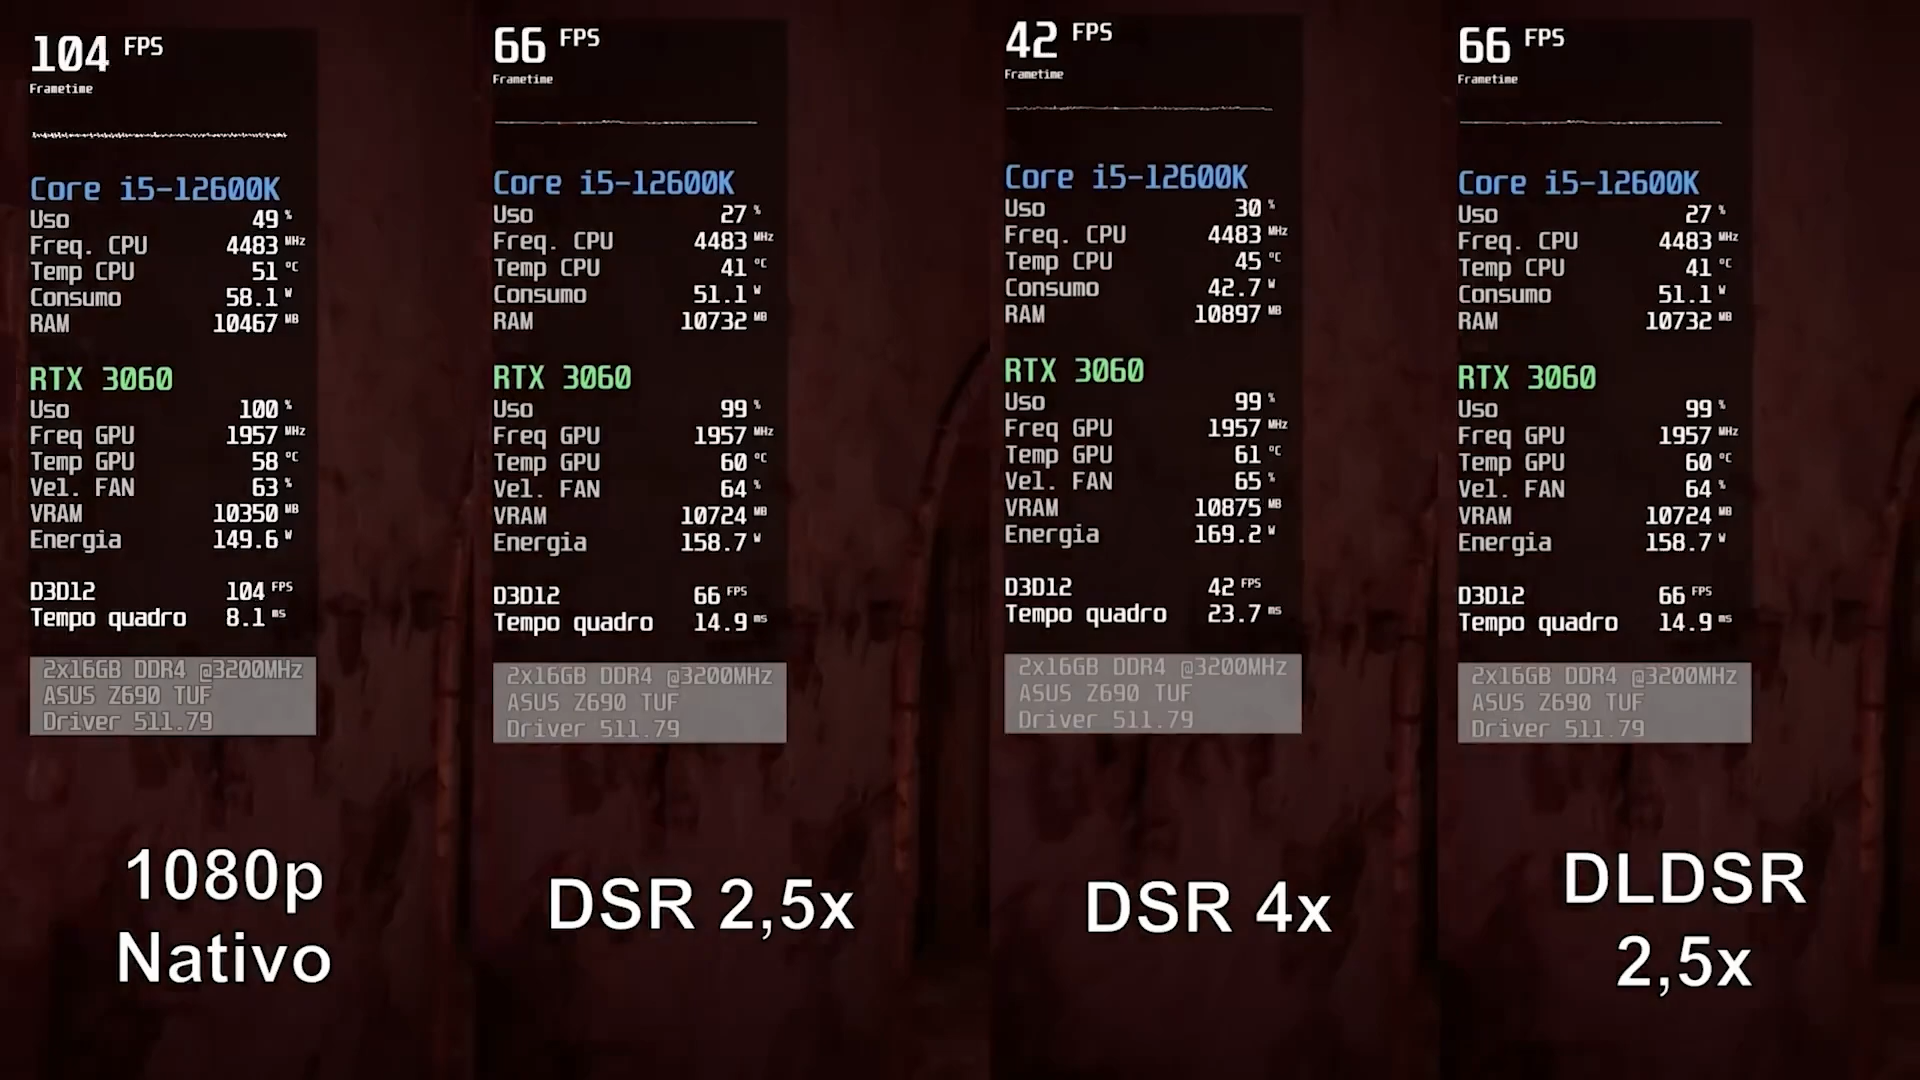 104 FPS
Frametime
Core i5-12600K
Uso 49 %
Freq. CPU 4483 MHz
Temp CPU 51 °C
Consumo 58.1 W
RAM 10467 MB
RTX 3060
Uso 100 %
Freq GPU 1957 MHz
Temp GPU 58 °C
Vel. FAN 63 %
VRAM 10350 MB
Energia 149.6 W
D3D12 104 FPS
Tempo quadro 8.1 ms
2x16GB DDR4 @3200MHz
ASUS Z690 TUF
Driver 511.79
1080p
Nativo
66 FPS
Frametime
Core i5-12600K
Uso 27 %
Freq. CPU 4483 MHz
Temp CPU 41 °C
Consumo 51.1 W
RAM 10732 MB
RTX 3060
Uso 99 %
Freq GPU 1957 MHz
Temp GPU 60 °C
Vel. FAN 64 %
VRAM 10724 MB
Energia 158.7 W
D3D12 66 FPS
Tempo quadro 14.9 ms
2x16GB DDR4 @3200MHz
ASUS Z690 TUF
Driver 511.79
DSR 2,5x
42 FPS
Frametime
Core i5-12600K
Uso 30 %
Freq. CPU 4483 MHz
Temp CPU 45 °C
Consumo 42.7 W
RAM 10897 MB
RTX 3060
Uso 99 %
Freq GPU 1957 MHz
Temp GPU 61 °C
Vel. FAN 65 %
VRAM 10875 MB
Energia 169.2 W
D3D12 42 FPS
Tempo quadro 23.7 ms
2x16GB DDR4 @3200MHz
ASUS Z690 TUF
Driver 511.79
DSR 4x
66 FPS
Frametime
Core i5-12600K
Uso 27 %
Freq. CPU 4483 MHz
Temp CPU 41 °C
Consumo 51.1 W
RAM 10732 MB
RTX 3060
Uso 99 %
Freq GPU 1957 MHz
Temp GPU 60 °C
Vel. FAN 64 %
VRAM 10724 MB
Energia 158.7 W
D3D12 66 FPS
Tempo quadro 14.9 ms
2x16GB DDR4 @3200MHz
ASUS Z690 TUF
Driver 511.79
DLDSR
2,5x